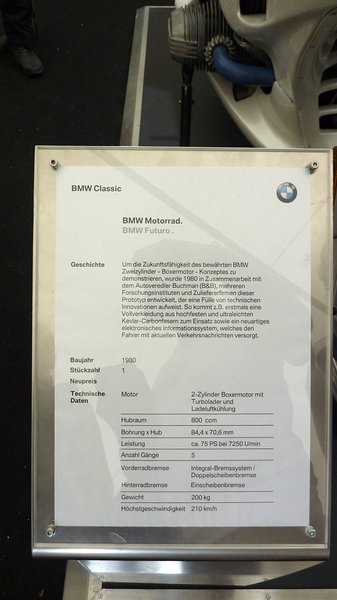 BMW Classic
BMW Motorrad.
BMW Futuro.
Geschichte Um die Zukunftsfähigkeit des bewährten BMW
Zweizylinder - Boxermotor - Konzeptes zu
demonstrieren, wurde 1980 in Zusammenarbeit mit
dem Autoveredler Buchman (B&B), mehreren
Forschungsinstituten und Zulieferfirmen dieser
Prototyp entwickelt, der eine Fülle von technischen
Innovationen aufweist. So kommt z.B. erstmals eine
Vollverkleidung aus hochfesten und ultraleichten
Kevlar-Carbonfasern zum Einsatz sowie ein neuartiges
elektronisches Informationssystem, welches den
Fahrer mit aktuellen Verkehrsnachrichten versorgt.
Baujahr 1980
Stückzahl 1
Neupreis
Technische Daten Motor 2-Zylinder Boxermotor mit
Turbolader und
Ladeluftkühlung
Hubraum 800 ccm
Bohrung x Hub 84,4 x 70,6 mm
Leistung ca. 75 PS bei 7250 U/min
Anzahl Gänge 5
Vorderradbremse Integral-Bremssystem /
Doppelscheibenbremse
Hinterradbremse Einscheibenbremse
Gewicht 200 kg
Höchstgeschwindigkeit 210 km/h